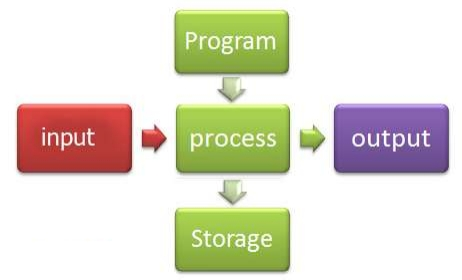 Program
input
process
output
Storage